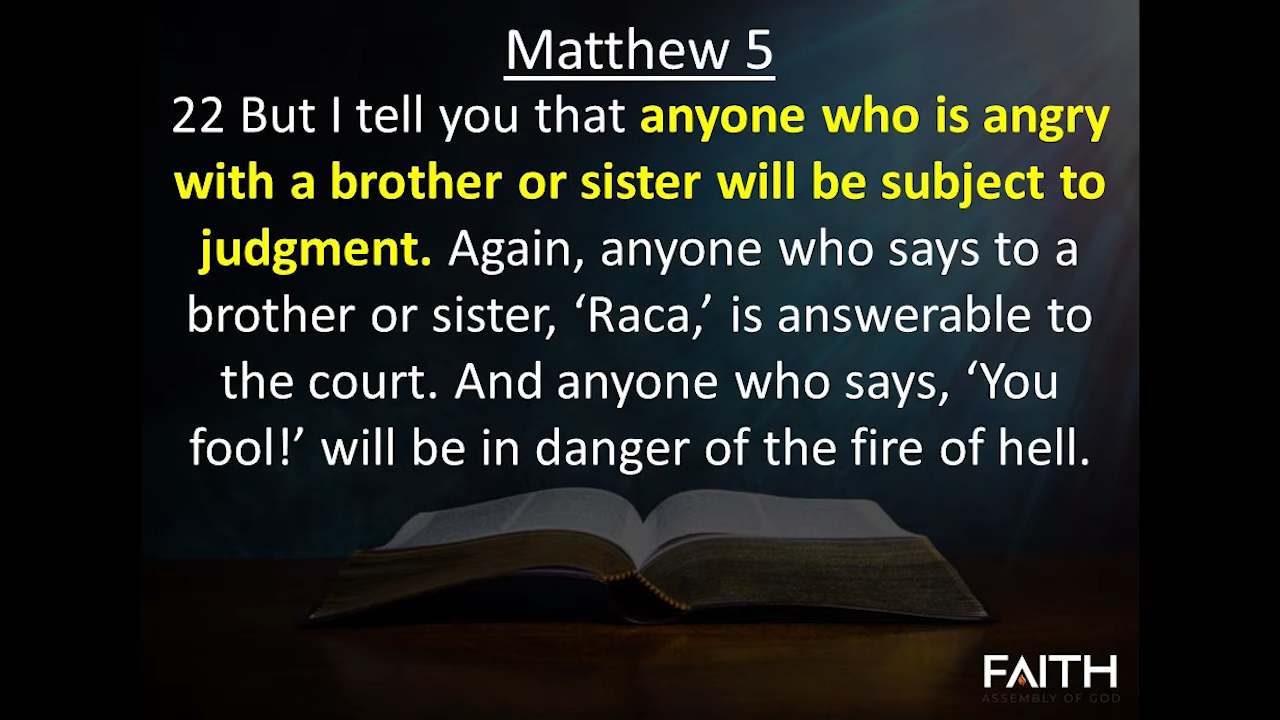 Matthew 5
22 But I tell you that anyone who is angry
with a brother or sister will be subject to
judgment. Again, anyone who says to a
brother or sister, ‘Raca,’ is answerable to
the court. And anyone who says, ‘You
fool!’ will be in danger of the fire of hell.
FAITH
ASSEMBLY OF GOD